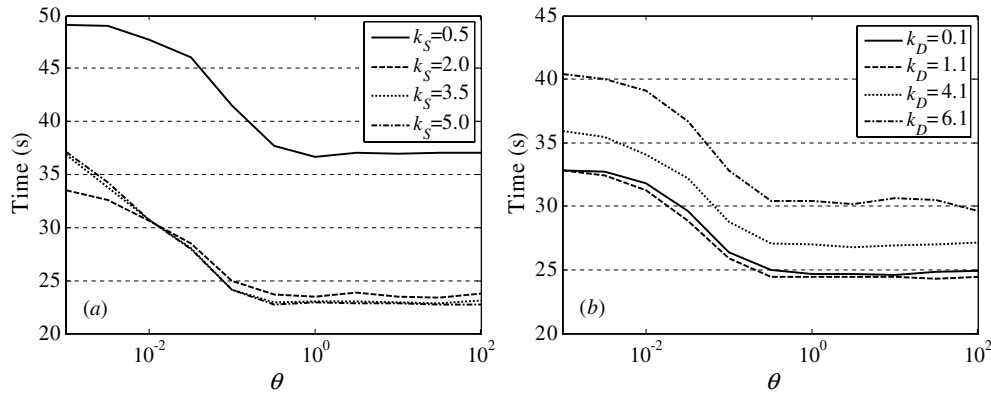 50
45
40
35
30
25
20
Time (s)
k_S=0.5
k_S=2.0
k_S=3.5
k_S=5.0
(a)
10^-2
10^0
10^2
θ
45
40
35
30
25
20
Time (s)
k_D=0.1
k_D=1.1
k_D=4.1
k_D=6.1
(b)
10^-2
10^0
10^2
θ